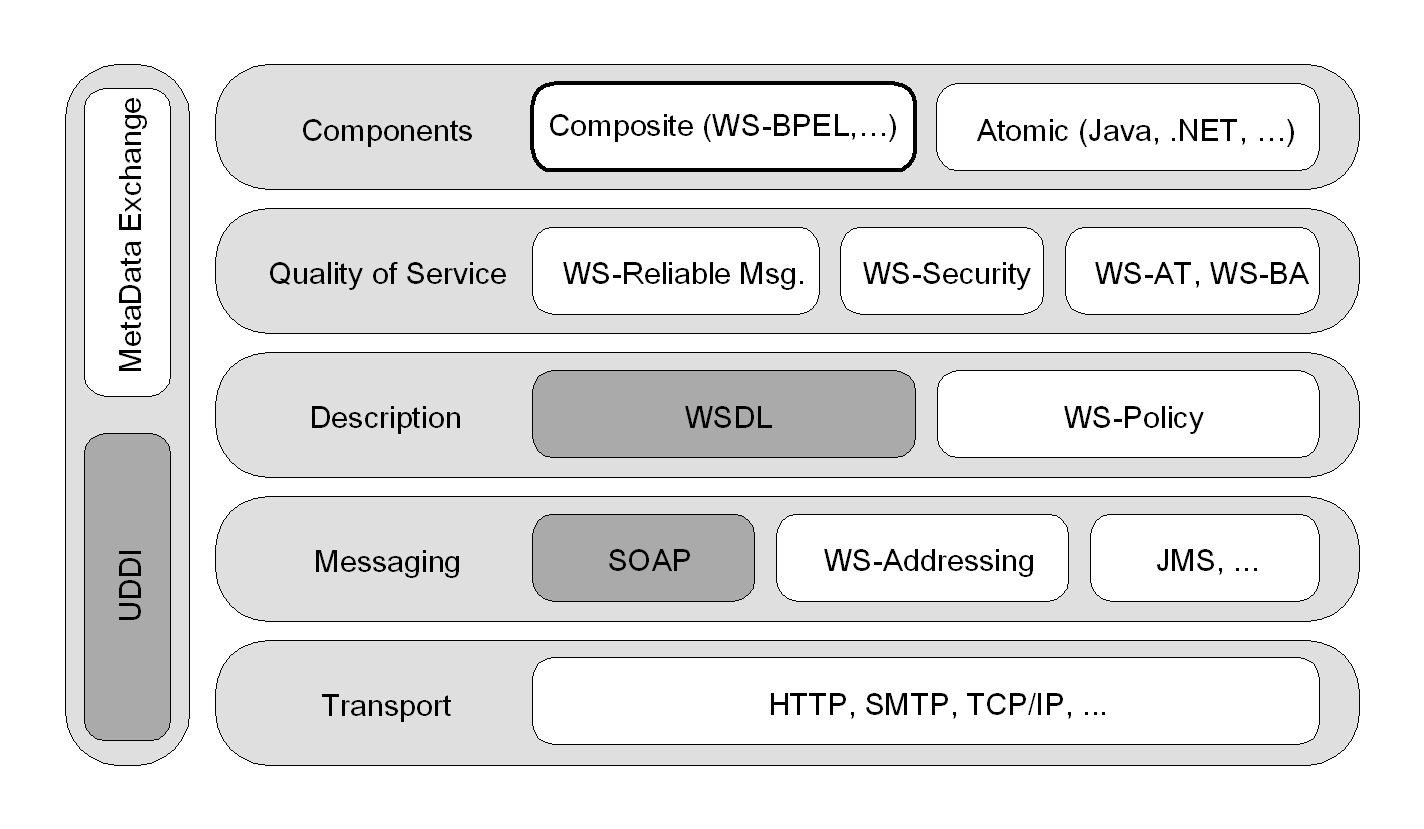 MetaData Exchange
UDDI
Components
Composite (WS-BPEL,...)
Atomic (Java, .NET, ...)
Quality of Service
WS-Reliable Msg.
WS-Security
WS-AT, WS-BA
Description
WSDL
WS-Policy
Messaging
SOAP
WS-Addressing
JMS, ...
Transport
HTTP, SMTP, TCP/IP, ...